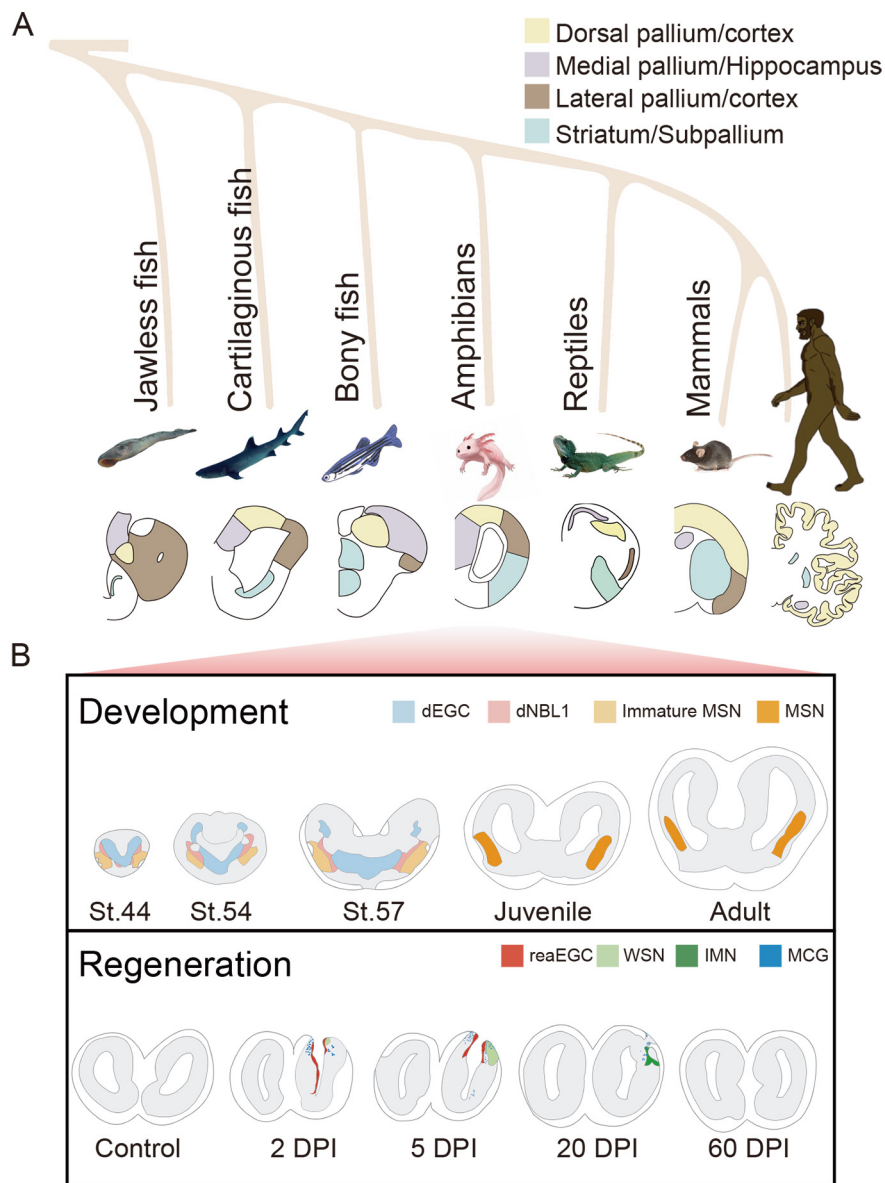 A
Dorsal pallium/cortex
Medial pallium/Hippocampus
Lateral pallium/cortex
Striatum/Subpallium
Jawless fish
Cartilaginous fish
Bony fish
Amphibians
Reptiles
Mammals
B
Development
dEGC
dNBL1
Immature MSN
MSN
St.44
St.54
St.57
Juvenile
Adult
Regeneration
reaEGC
WSN
IMN
MCG
Control
2 DPI
5 DPI
20 DPI
60 DPI